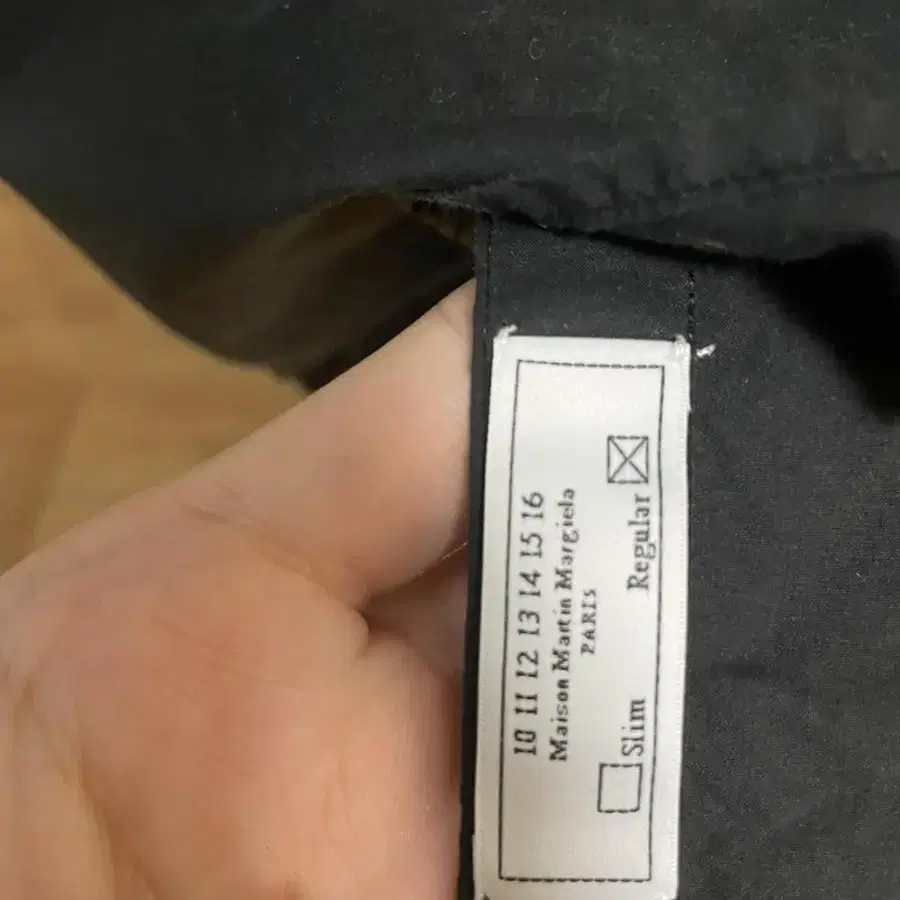 10 11 12 13 14 15 16
Maison Martin Margiela
PARIS
Slim Regular